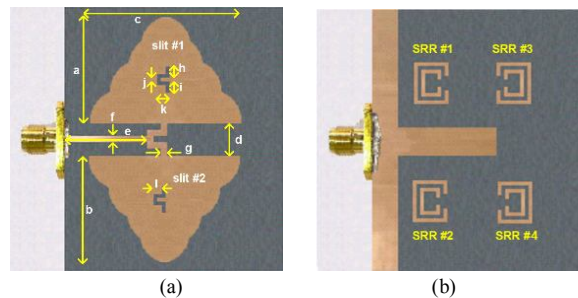 c
a
slit #1
h
j
i
k
f
e
d
g
b
l
slit #2
(a)
SRR #1
SRR #3
SRR #2
SRR #4
(b)